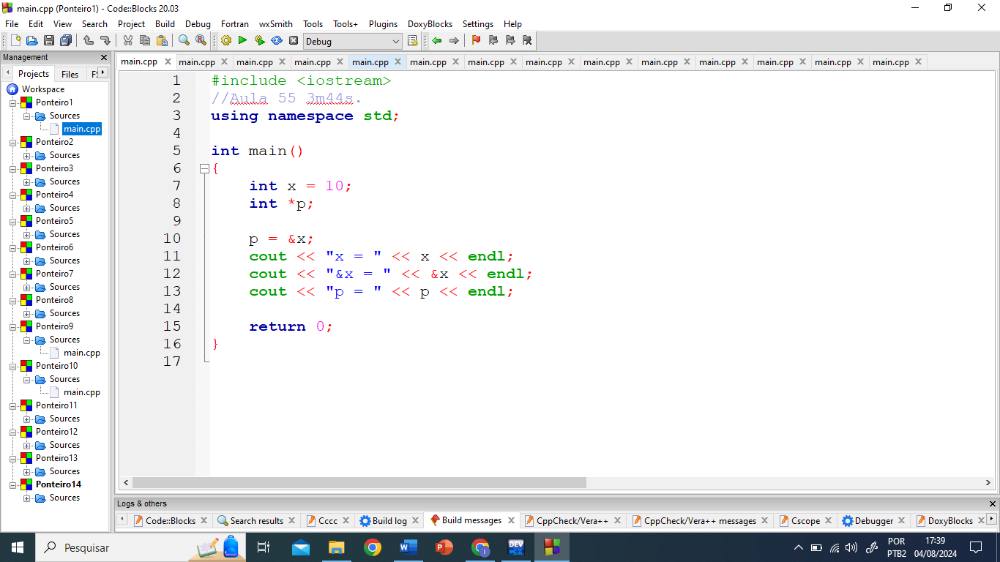 main.cpp (Ponteiro1) - Code::Blocks 20.03
File Edit View Search Project Build Debug Fortran wxSmith Tools Tools+ Plugins DoxyBlocks Settings Help
Debug
Management
Projects Files
Workspace
Ponteiro1
Sources
main.cpp
Ponteiro2
Sources
Ponteiro3
Sources
Ponteiro4
Sources
Ponteiro5
Sources
Ponteiro6
Sources
Ponteiro7
Sources
Ponteiro8
Sources
Ponteiro9
Sources
main.cpp
Ponteiro10
Sources
main.cpp
Ponteiro11
Sources
Ponteiro12
Sources
Ponteiro13
Sources
Ponteiro14
Sources
main.cpp main.cpp main.cpp main.cpp main.cpp main.cpp main.cpp main.cpp main.cpp main.cpp main.cpp main.cpp main.cpp main.cpp
1 #include <iostream>
2 //Aula 55 3m44s.
3 using namespace std;
4
5 int main()
6 {
7 int x = 10;
8 int *p;
9
10 p = &x;
11 cout << "x = " << x << endl;
12 cout << "&x = " << &x << endl;
13 cout << "p = " << p << endl;
14
15 return 0;
16 }
17
Logs & others
Code::Blocks Search results Cccc Build log Build messages CppCheck/Vera++ CppCheck/Vera++ messages Cscope Debugger DoxyBlocks
Pesquisar
DEV
POR
PTB2
17:39
04/08/2024